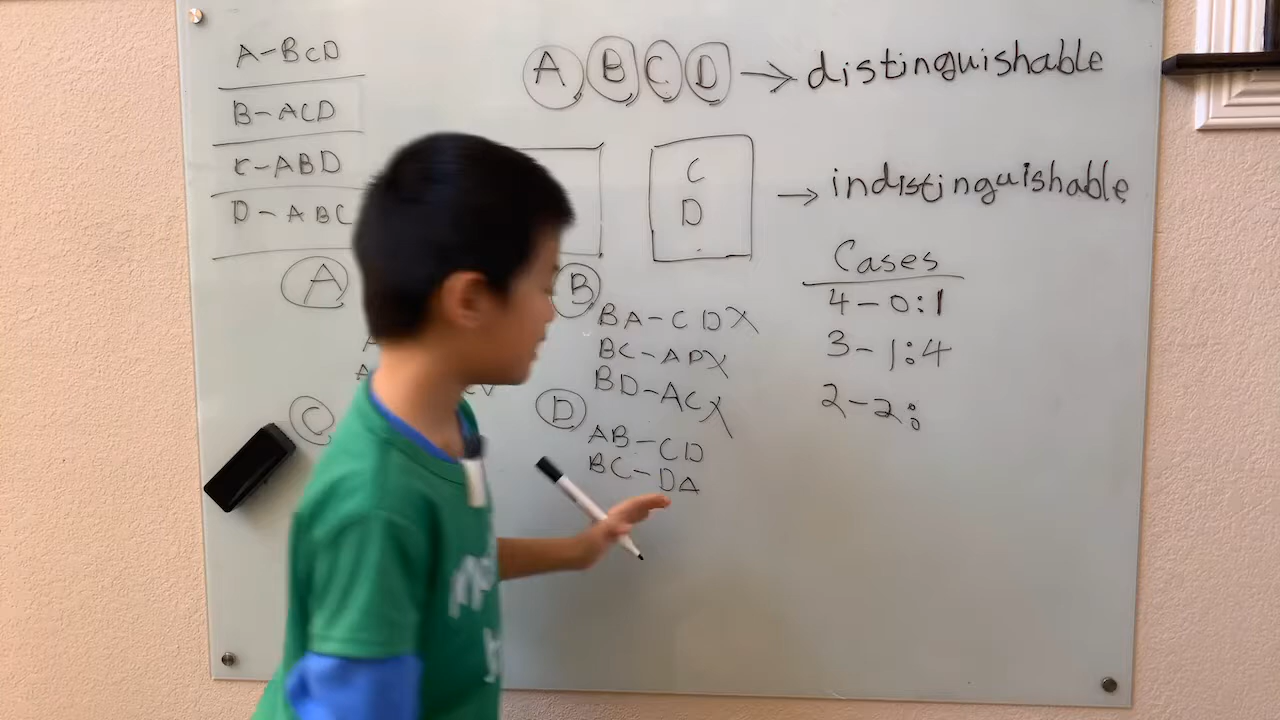 A-BCD
B-ACD
C-ABD
D-ABC
A B C D → distinguishable
C
D
→ indistinguishable
Cases
4-0:1
3-1:4
2-2:
A
B
BA-CDX
BC-ADX
BD-ACX
C
D
AB-CD
BC-DA